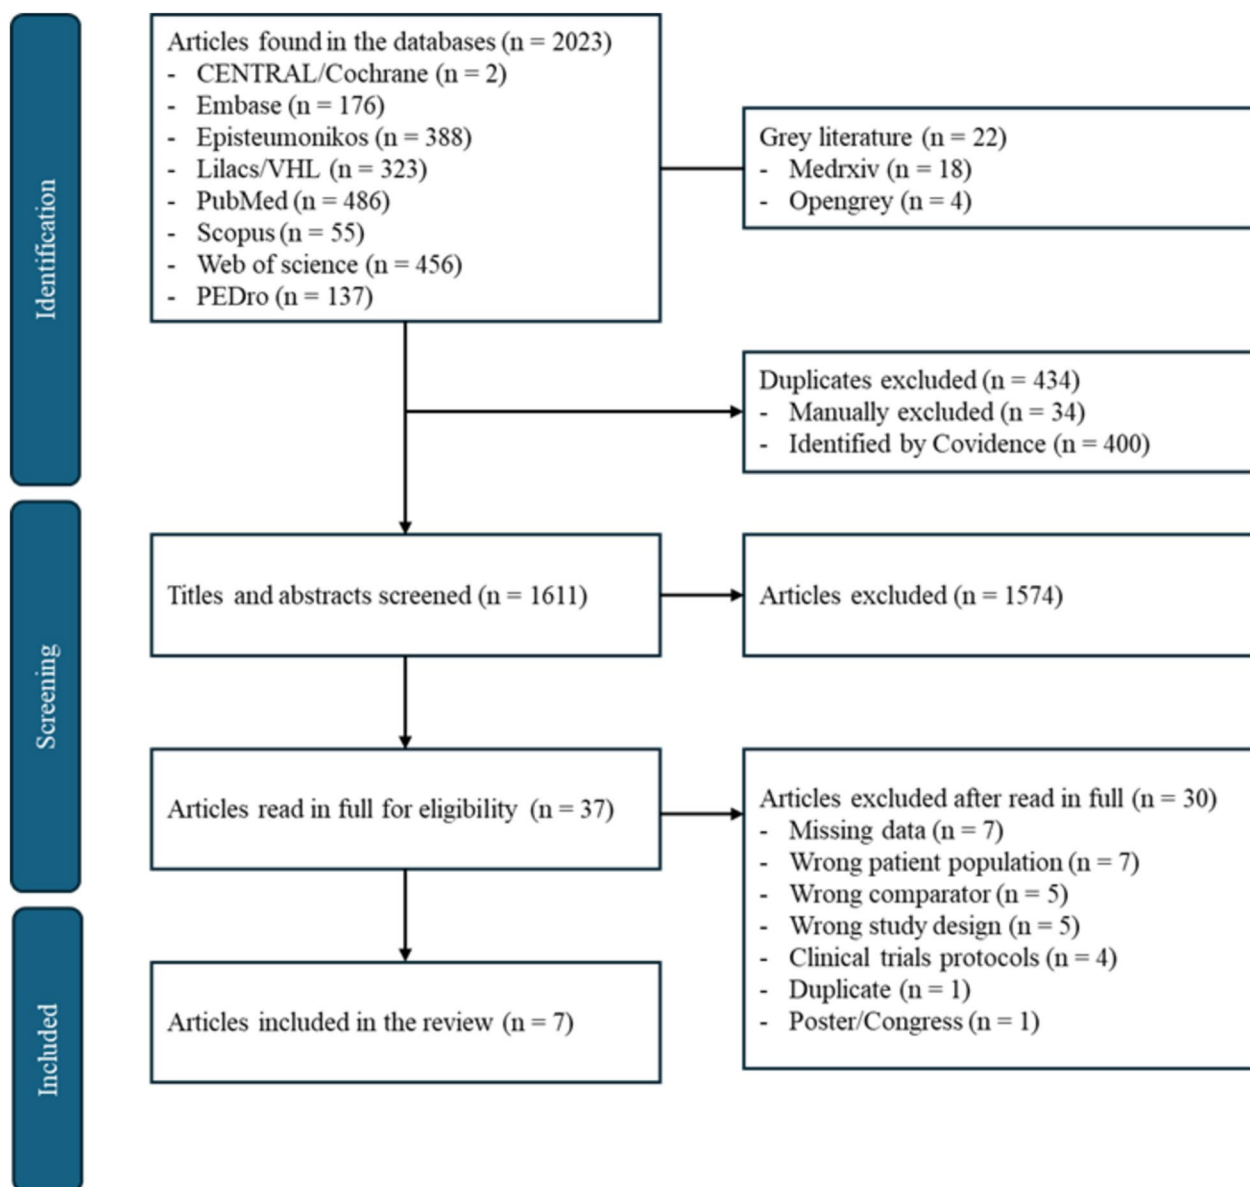 Identification
Articles found in the databases (n = 2023)
- CENTRAL/Cochrane (n = 2)
- Embase (n = 176)
- Episteumonikos (n = 388)
- Lilacs/VHL (n = 323)
- PubMed (n = 486)
- Scopus (n = 55)
- Web of science (n = 456)
- PEDro (n = 137)
Grey literature (n = 22)
- Medrxiv (n = 18)
- Opengrey (n = 4)
Duplicates excluded (n = 434)
- Manually excluded (n = 34)
- Identified by Covidence (n = 400)
Screening
Titles and abstracts screened (n = 1611)
Articles excluded (n = 1574)
Articles read in full for eligibility (n = 37)
Articles excluded after read in full (n = 30)
- Missing data (n = 7)
- Wrong patient population (n = 7)
- Wrong comparator (n = 5)
- Wrong study design (n = 5)
- Clinical trials protocols (n = 4)
- Duplicate (n = 1)
- Poster/Congress (n = 1)
Included
Articles included in the review (n = 7)